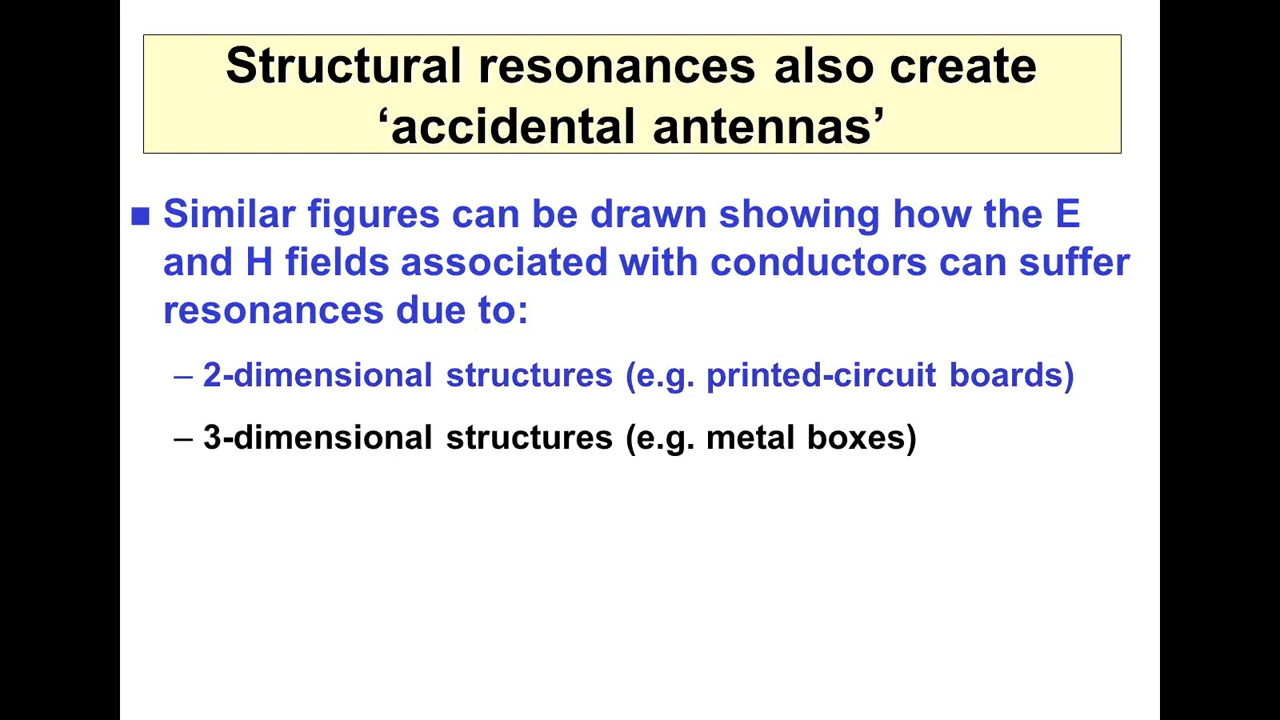 Structural resonances also create
‘accidental antennas’
■ Similar figures can be drawn showing how the E
and H fields associated with conductors can suffer
resonances due to:
– 2-dimensional structures (e.g. printed-circuit boards)
– 3-dimensional structures (e.g. metal boxes)